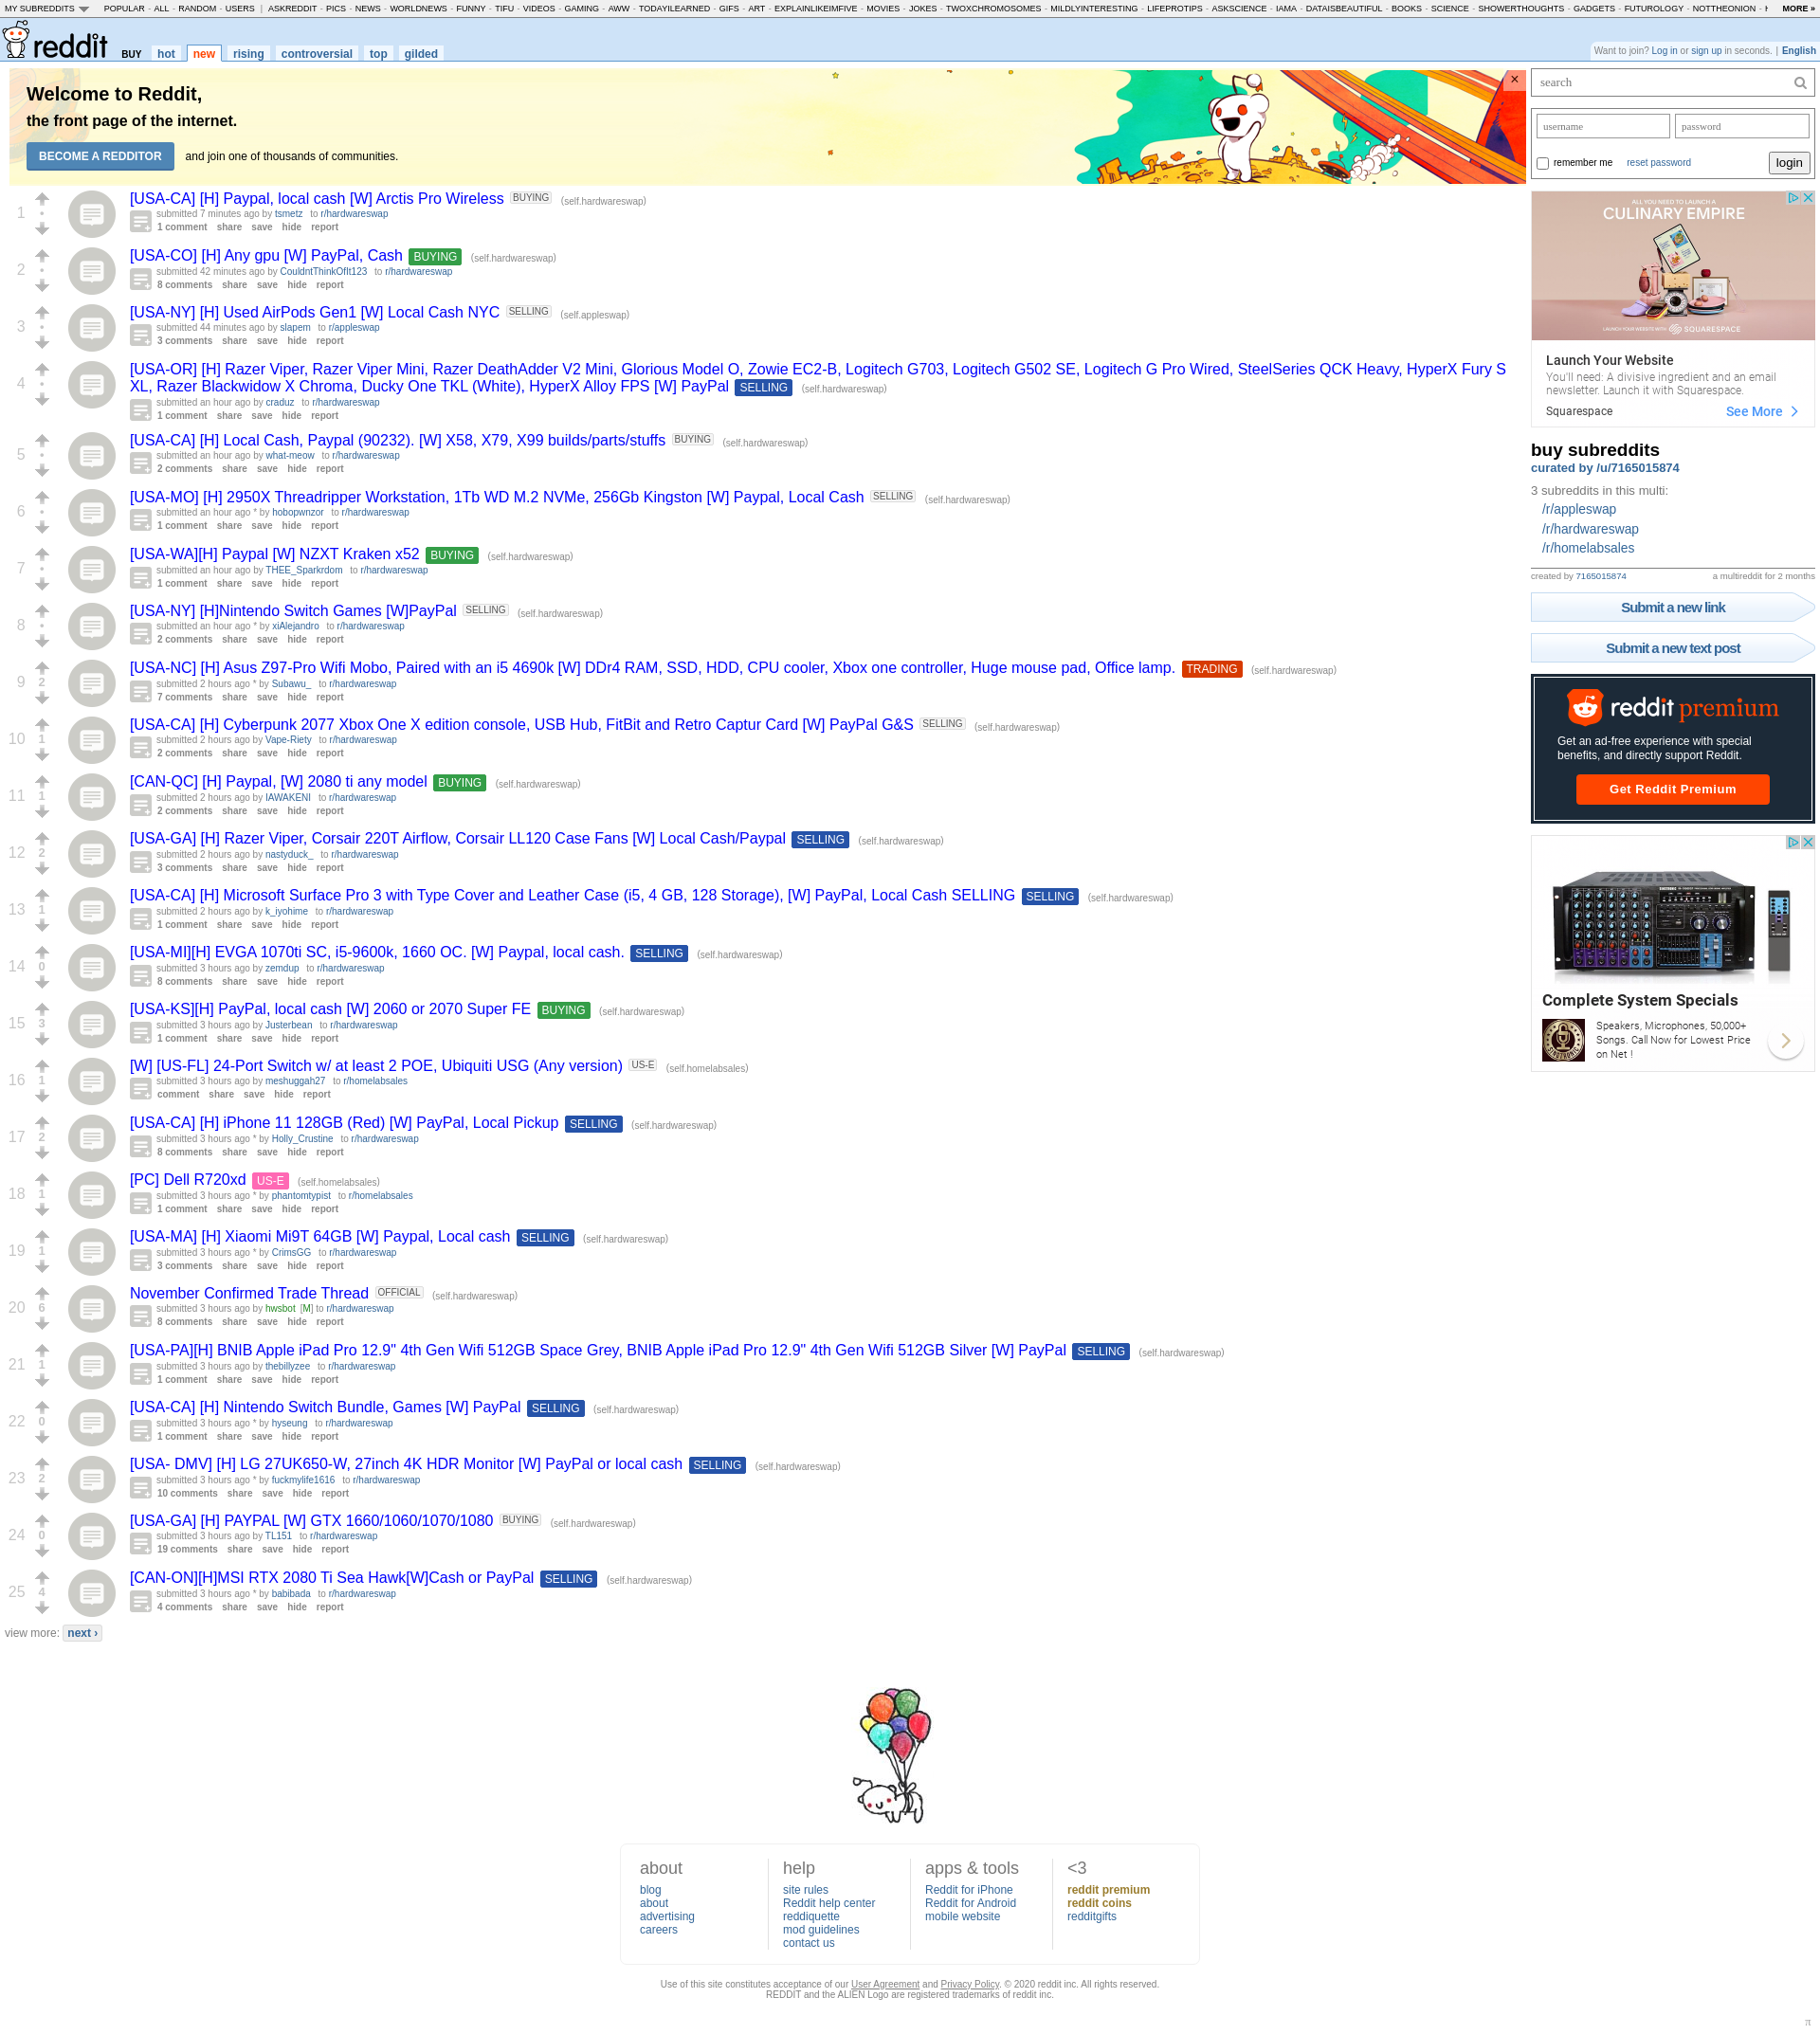 MY SUBREDDITS POPULAR - ALL - RANDOM - USERS | ASKREDDIT - PICS - NEWS - WORLDNEWS - FUNNY - TIFU - VIDEOS - GAMING - AWW - TODAYILEARNED - GIFS - ART - EXPLAINLIKEIMFIVE - MOVIES - JOKES - TWOXCHROMOSOMES - MILDLYINTERESTING - LIFEPROTIPS - ASKSCIENCE - IAMA - DATAISBEAUTIFUL - BOOKS - SCIENCE - SHOWERTHOUGHTS - GADGETS - FUTUROLOGY - NOTTHEONION - MORE »
reddit BUY hot new rising controversial top gilded
Want to join? Log in or sign up in seconds. | English
Welcome to Reddit,
the front page of the internet.
BECOME A REDDITOR and join one of thousands of communities.
×
1
[USA-CA] [H] Paypal, local cash [W] Arctis Pro Wireless BUYING (self.hardwareswap)
submitted 7 minutes ago by tsmetz to r/hardwareswap
1 comment share save hide report
2
[USA-CO] [H] Any gpu [W] PayPal, Cash BUYING (self.hardwareswap)
submitted 42 minutes ago by CouldntThinkOfIt123 to r/hardwareswap
8 comments share save hide report
3
[USA-NY] [H] Used AirPods Gen1 [W] Local Cash NYC SELLING (self.appleswap)
submitted 44 minutes ago by slapem to r/appleswap
3 comments share save hide report
4
[USA-OR] [H] Razer Viper, Razer Viper Mini, Razer DeathAdder V2 Mini, Glorious Model O, Zowie EC2-B, Logitech G703, Logitech G502 SE, Logitech G Pro Wired, SteelSeries QCK Heavy, HyperX Fury S
XL, Razer Blackwidow X Chroma, Ducky One TKL (White), HyperX Alloy FPS [W] PayPal SELLING (self.hardwareswap)
submitted an hour ago by craduz to r/hardwareswap
1 comment share save hide report
5
[USA-CA] [H] Local Cash, Paypal (90232). [W] X58, X79, X99 builds/parts/stuffs BUYING (self.hardwareswap)
submitted an hour ago by what-meow to r/hardwareswap
2 comments share save hide report
6
[USA-MO] [H] 2950X Threadripper Workstation, 1Tb WD M.2 NVMe, 256Gb Kingston [W] Paypal, Local Cash SELLING (self.hardwareswap)
submitted an hour ago * by hobopwnzor to r/hardwareswap
1 comment share save hide report
7
[USA-WA][H] Paypal [W] NZXT Kraken x52 BUYING (self.hardwareswap)
submitted an hour ago by THEE_Sparkrdom to r/hardwareswap
1 comment share save hide report
8
[USA-NY] [H]Nintendo Switch Games [W]PayPal SELLING (self.hardwareswap)
submitted an hour ago * by xiAlejandro to r/hardwareswap
2 comments share save hide report
9 2
[USA-NC] [H] Asus Z97-Pro Wifi Mobo, Paired with an i5 4690k [W] DDr4 RAM, SSD, HDD, CPU cooler, Xbox one controller, Huge mouse pad, Office lamp. TRADING (self.hardwareswap)
submitted 2 hours ago * by Subawu_ to r/hardwareswap
7 comments share save hide report
10 1
[USA-CA] [H] Cyberpunk 2077 Xbox One X edition console, USB Hub, FitBit and Retro Captur Card [W] PayPal G&S SELLING (self.hardwareswap)
submitted 2 hours ago by Vape-Riety to r/hardwareswap
2 comments share save hide report
11 1
[CAN-QC] [H] Paypal, [W] 2080 ti any model BUYING (self.hardwareswap)
submitted 2 hours ago by IAWAKENI to r/hardwareswap
2 comments share save hide report
12 2
[USA-GA] [H] Razer Viper, Corsair 220T Airflow, Corsair LL120 Case Fans [W] Local Cash/Paypal SELLING (self.hardwareswap)
submitted 2 hours ago by nastyduck_ to r/hardwareswap
3 comments share save hide report
13 1
[USA-CA] [H] Microsoft Surface Pro 3 with Type Cover and Leather Case (i5, 4 GB, 128 Storage), [W] PayPal, Local Cash SELLING SELLING (self.hardwareswap)
submitted 2 hours ago by k_iyohime to r/hardwareswap
1 comment share save hide report
14 0
[USA-MI][H] EVGA 1070ti SC, i5-9600k, 1660 OC. [W] Paypal, local cash. SELLING (self.hardwareswap)
submitted 3 hours ago by zemdup to r/hardwareswap
8 comments share save hide report
15 3
[USA-KS][H] PayPal, local cash [W] 2060 or 2070 Super FE BUYING (self.hardwareswap)
submitted 3 hours ago by Justerbean to r/hardwareswap
1 comment share save hide report
16 1
[W] [US-FL] 24-Port Switch w/ at least 2 POE, Ubiquiti USG (Any version) US-E (self.homelabsales)
submitted 3 hours ago by meshuggah27 to r/homelabsales
comment share save hide report
17 2
[USA-CA] [H] iPhone 11 128GB (Red) [W] PayPal, Local Pickup SELLING (self.hardwareswap)
submitted 3 hours ago * by Holly_Crustine to r/hardwareswap
8 comments share save hide report
18 1
[PC] Dell R720xd US-E (self.homelabsales)
submitted 3 hours ago * by phantomtypist to r/homelabsales
1 comment share save hide report
19 1
[USA-MA] [H] Xiaomi Mi9T 64GB [W] Paypal, Local cash SELLING (self.hardwareswap)
submitted 3 hours ago * by CrimsGG to r/hardwareswap
3 comments share save hide report
20 6
November Confirmed Trade Thread OFFICIAL (self.hardwareswap)
submitted 3 hours ago by hwsbot [M] to r/hardwareswap
8 comments share save hide report
21 1
[USA-PA][H] BNIB Apple iPad Pro 12.9" 4th Gen Wifi 512GB Space Grey, BNIB Apple iPad Pro 12.9" 4th Gen Wifi 512GB Silver [W] PayPal SELLING (self.hardwareswap)
submitted 3 hours ago by thebillyzee to r/hardwareswap
1 comment share save hide report
22 0
[USA-CA] [H] Nintendo Switch Bundle, Games [W] PayPal SELLING (self.hardwareswap)
submitted 3 hours ago * by hyseung to r/hardwareswap
1 comment share save hide report
23 2
[USA- DMV] [H] LG 27UK650-W, 27inch 4K HDR Monitor [W] PayPal or local cash SELLING (self.hardwareswap)
submitted 3 hours ago * by fuckmylife1616 to r/hardwareswap
10 comments share save hide report
24 0
[USA-GA] [H] PAYPAL [W] GTX 1660/1060/1070/1080 BUYING (self.hardwareswap)
submitted 3 hours ago by TL151 to r/hardwareswap
19 comments share save hide report
25 4
[CAN-ON][H]MSI RTX 2080 Ti Sea Hawk[W]Cash or PayPal SELLING (self.hardwareswap)
submitted 3 hours ago * by babibada to r/hardwareswap
4 comments share save hide report
view more: next ›
search
username password
remember me reset password login
ALL YOU NEED TO LAUNCH A
CULINARY EMPIRE
LAUNCH YOUR WEBSITE WITH SQUARESPACE
Launch Your Website
You'll need: A divisive ingredient and an email
newsletter. Launch it with Squarespace.
Squarespace See More
buy subreddits
curated by /u/7165015874
3 subreddits in this multi:
/r/appleswap
/r/hardwareswap
/r/homelabsales
created by 7165015874 a multireddit for 2 months
Submit a new link
Submit a new text post
reddit premium
Get an ad-free experience with special
benefits, and directly support Reddit.
Get Reddit Premium
Complete System Specials
Speakers, Microphones, 50,000+
Songs. Call Now for Lowest Price
on Net !
about help apps & tools <3
blog site rules Reddit for iPhone reddit premium
about Reddit help center Reddit for Android reddit coins
advertising reddiquette mobile website redditgifts
careers mod guidelines
contact us
Use of this site constitutes acceptance of our User Agreement and Privacy Policy. © 2020 reddit inc. All rights reserved.
REDDIT and the ALIEN Logo are registered trademarks of reddit inc.
π